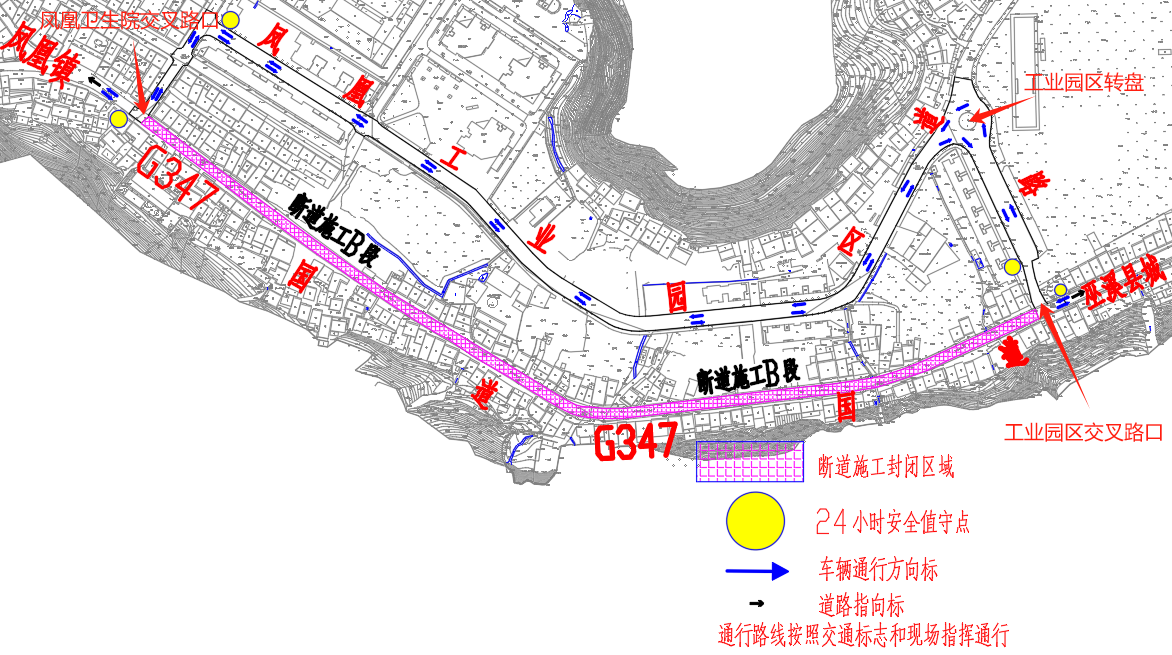 凤凰卫生院交叉路口
凤凰镇
凤凰工业园区道路
工业园区转盘
G347
断道施工B段
国道
巫溪县城
断道施工B段
国道
G347
工业园区交叉路口
断道施工封闭区域
24小时安全值守点
车辆通行方向标
道路指向标
通行路线按照交通标志和现场指挥通行